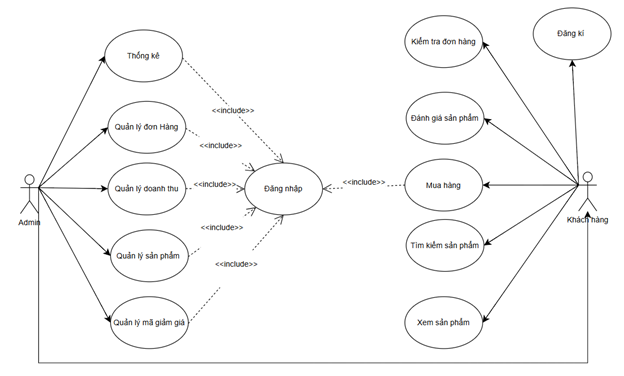 Thống kê
Kiểm tra đơn hàng
Đăng kí
<<include>>
Đánh giá sản phẩm
Quản lý đơn Hàng
<<include>>
Quản lý doanh thu
<<include>>
Đăng nhập
<<include>>
Mua hàng
Admin
Khách hàng
<<include>>
Quản lý sản phẩm
Tìm kiếm sản phẩm
<<include>>
Quản lý mã giảm giá
Xem sản phẩm